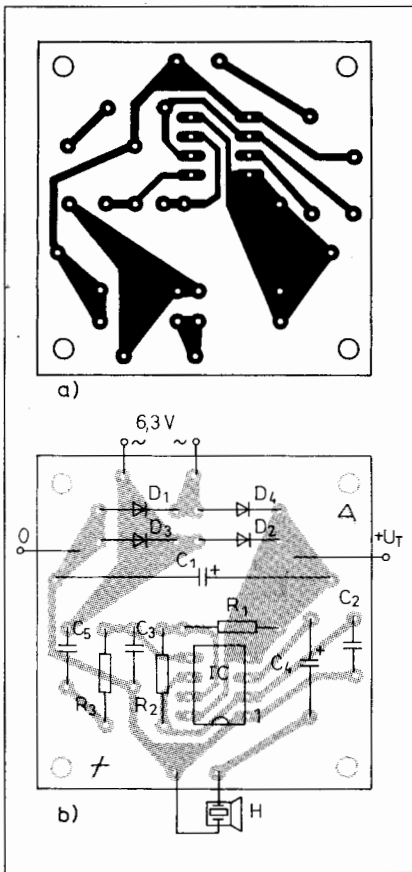 a)
6,3 V
~ ~
D1 D4
D3 D2
0
+UT
C1 +
R1
C5 C3 C2
IC
C4 +
R3 R2
1
H
b)